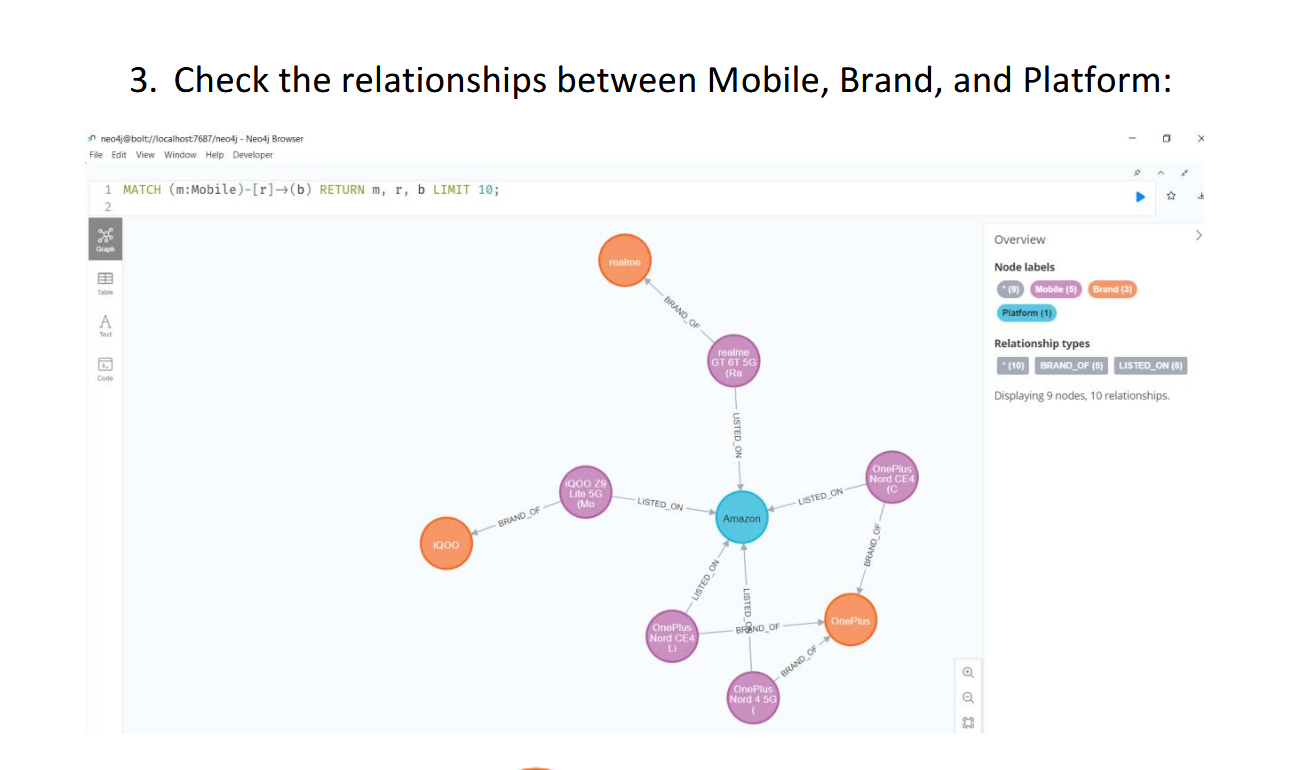 3. Check the relationships between Mobile, Brand, and Platform:
neo4j@bolt://localhost:7687/neo4j - Neo4j Browser
File Edit View Window Help Developer
1 MATCH (m:Mobile)-[r]→(b) RETURN m, r, b LIMIT 10;
2
Graph
Table
Text
Code
realme
BRAND_OF
realme
GT 6T 5G
(Ra
LISTED_ON
iQOO Z9
Lite 5G
(Mo
LISTED_ON
BRAND_OF
iQOO
Amazon
LISTED_ON
OnePlus
Nord CE4
(C
BRAND_OF
LISTED_ON
LISTED_ON
OnePlus
Nord CE4
Li
BRAND_OF
OnePlus
BRAND_OF
OnePlus
Nord 4 5G
(
Overview
Node labels
* (9) Mobile (5) Brand (3)
Platform (1)
Relationship types
* (10) BRAND_OF (5) LISTED_ON (5)
Displaying 9 nodes, 10 relationships.